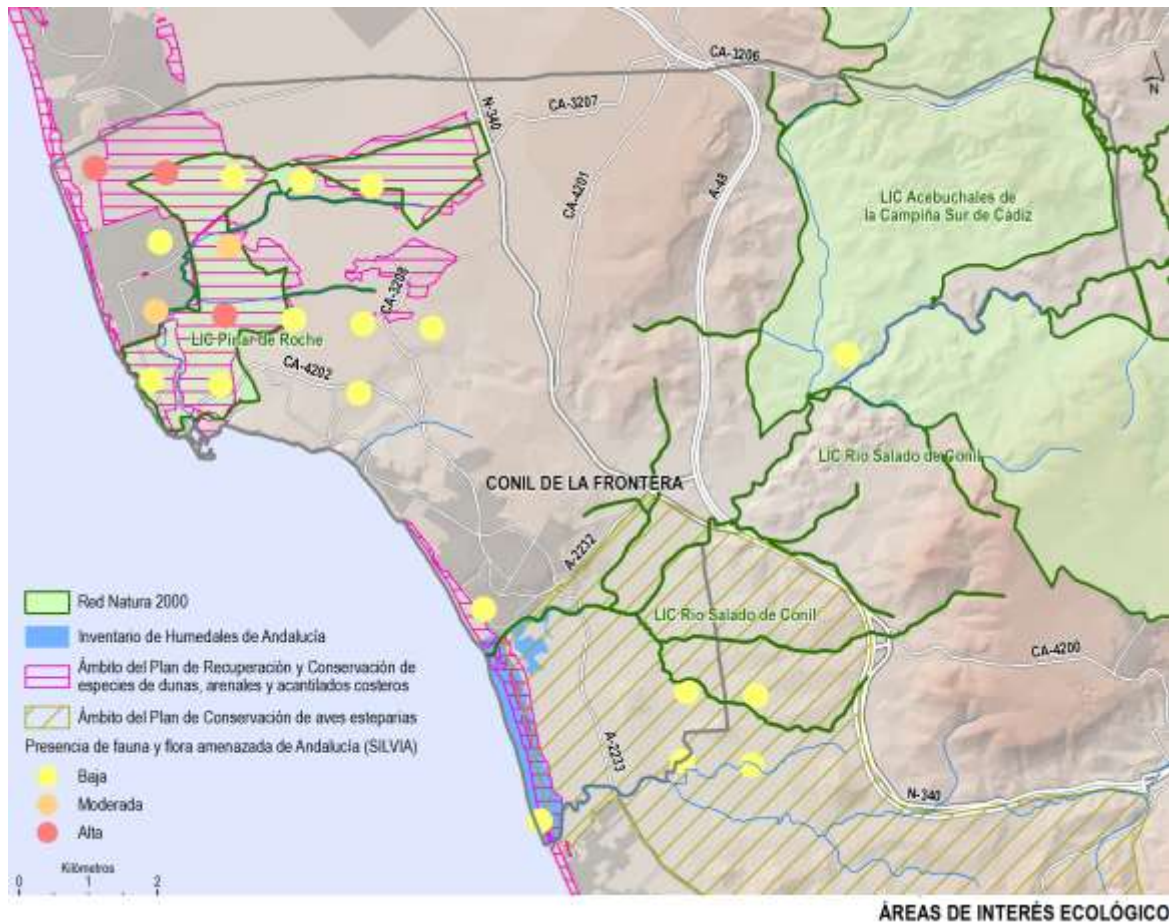 CA-3206
N
N-340
CA-3207
CA-4201
A-48
LIC Acebuchales de
la Campiña Sur de Cádiz
CA-3208
LIC Pinar de Roche
CA-4202
LIC Río Salado de Conil
CONIL DE LA FRONTERA
A-2232
LIC Río Salado de Conil
CA-4200
A-2233
N-340
Red Natura 2000
Inventario de Humedales de Andalucía
Ámbito del Plan de Recuperación y Conservación de
especies de dunas, arenales y acantilados costeros
Ámbito del Plan de Conservación de aves esteparias
Presencia de fauna y flora amenazada de Andalucía (SILVIA)
Baja
Moderada
Alta
Kilómetros
0 1 2
ÁREAS DE INTERÉS ECOLÓGICO